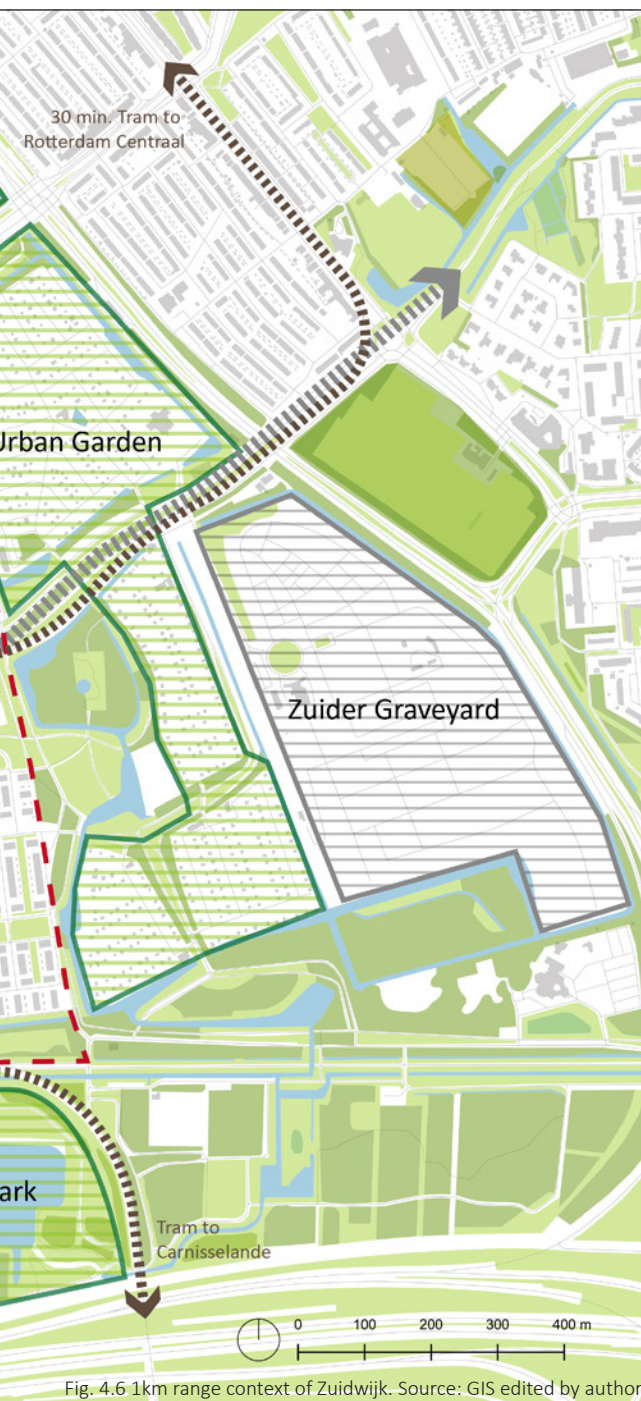 30 min. Tram to
Rotterdam Centraal
Urban Garden
Zuider Graveyard
ark
Tram to
Carnisselande
0 100 200 300 400 m
Fig. 4.6 1km range context of Zuidwijk. Source: GIS edited by author